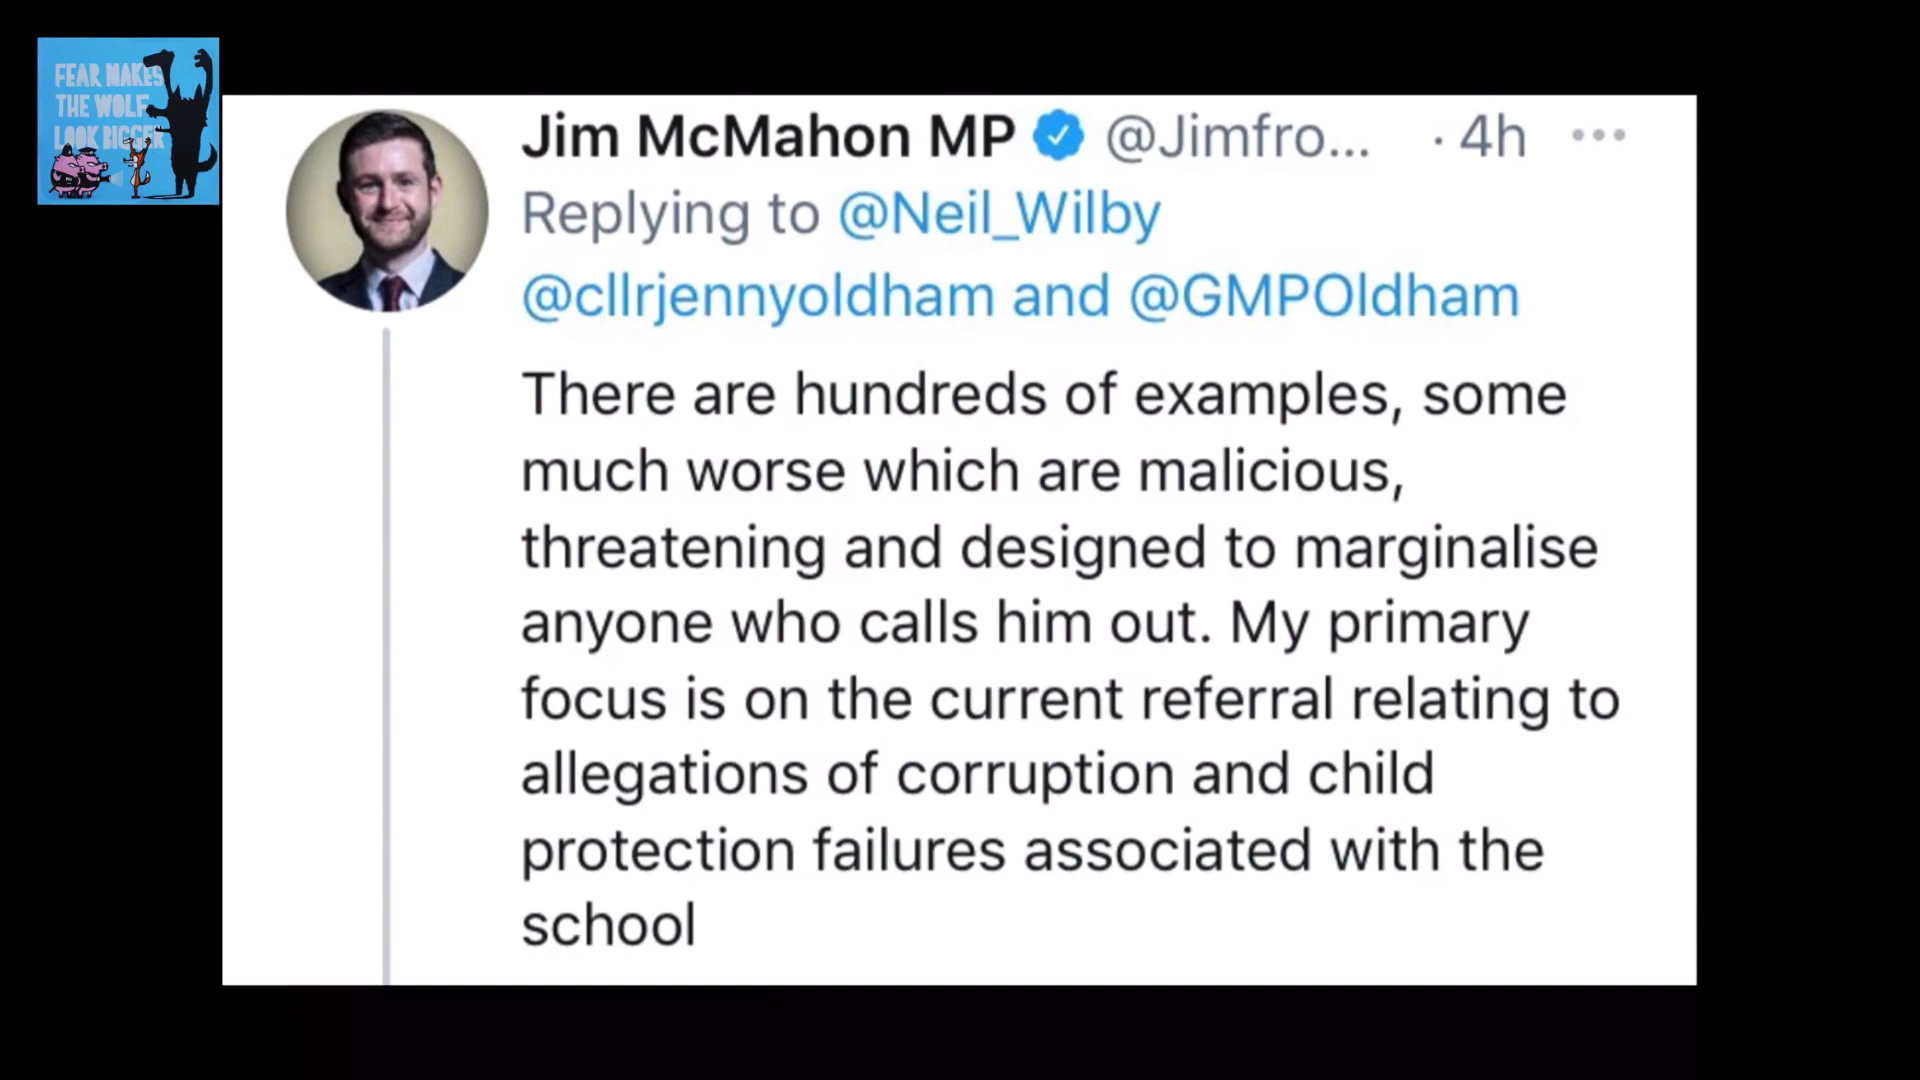 FEAR MAKES
THE WOLF
LOOK BIGGER
Jim McMahon MP @Jimfro... · 4h ...
Replying to @Neil_Wilby
@cllrjennyoldham and @GMPOldham
There are hundreds of examples, some
much worse which are malicious,
threatening and designed to marginalise
anyone who calls him out. My primary
focus is on the current referral relating to
allegations of corruption and child
protection failures associated with the
school